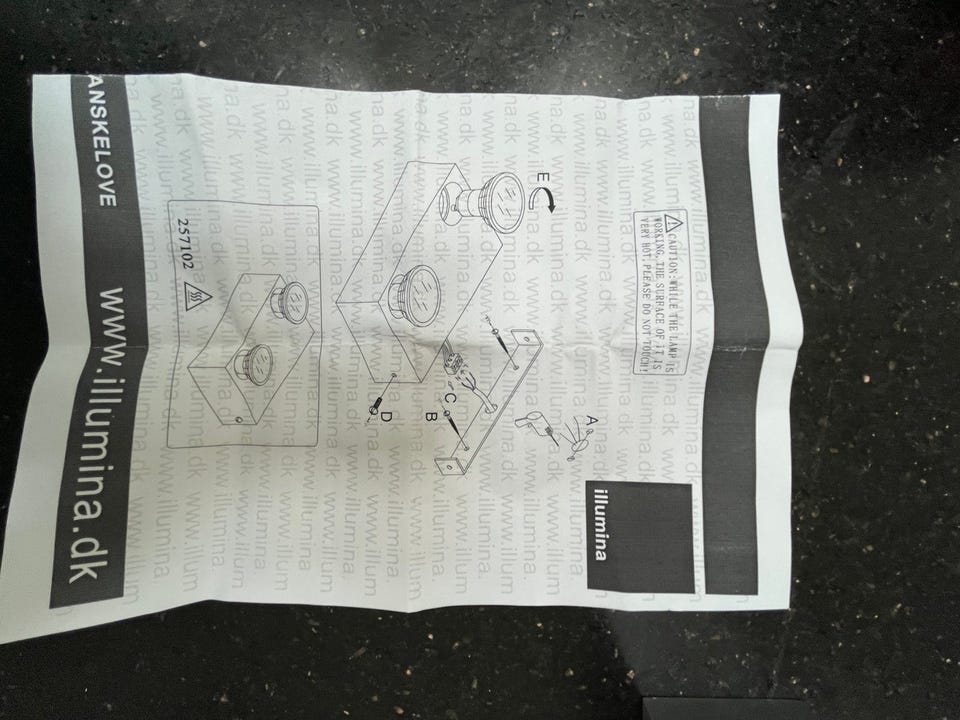 ⚠ CAUTION:WHILE THE LAMP IS
WORKING, THE SURFACE OF IT IS
VERY HOT, PLEASE DO NOT TOUCH!
illumina
A
B
C
D
E
257102
ANSKELOVE
www.illumina.dk